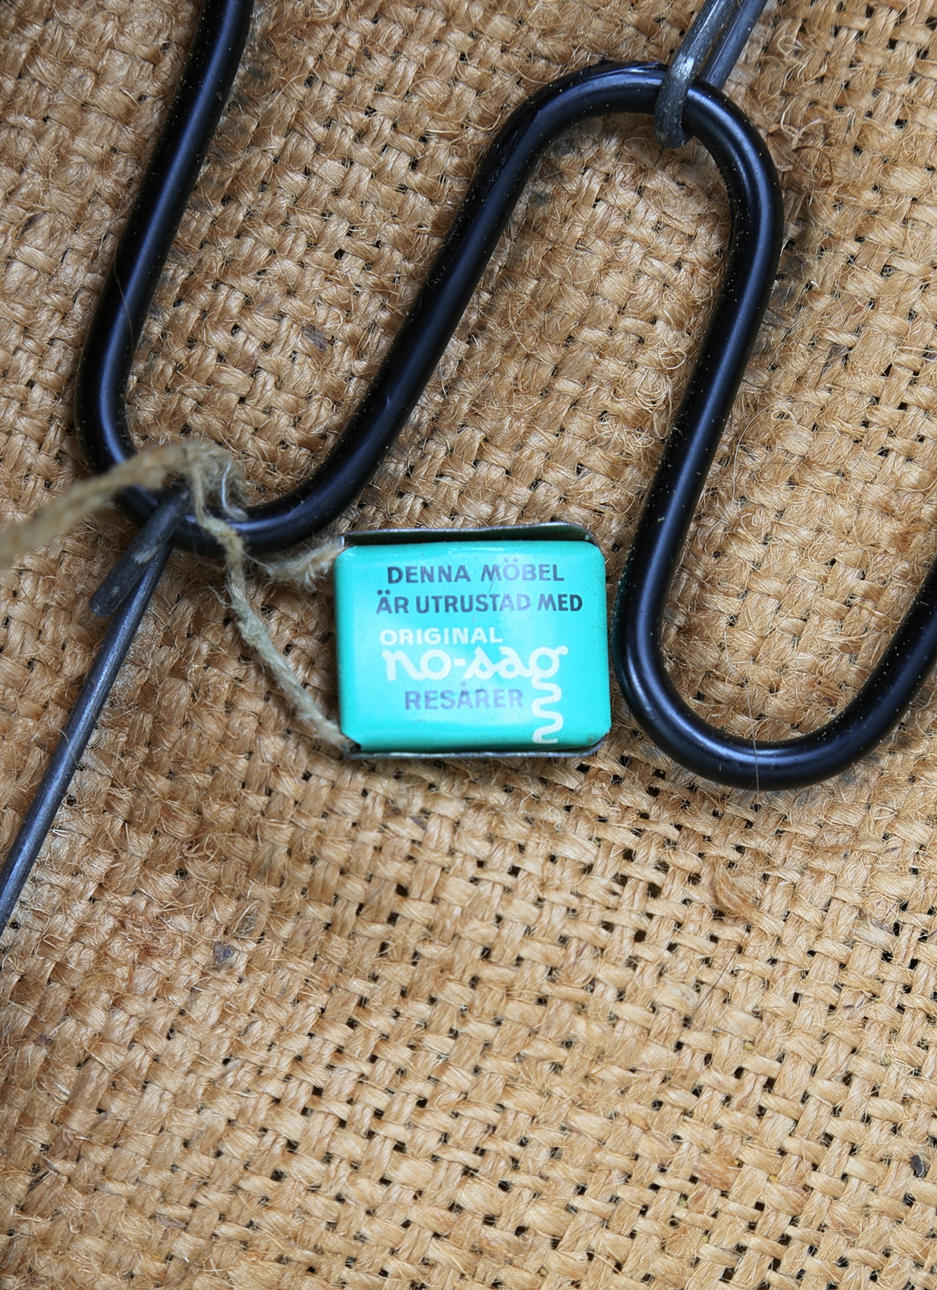 DENNA MÖBEL
ÄR UTRUSTAD MED
ORIGINAL
no-sag
RESÅRER